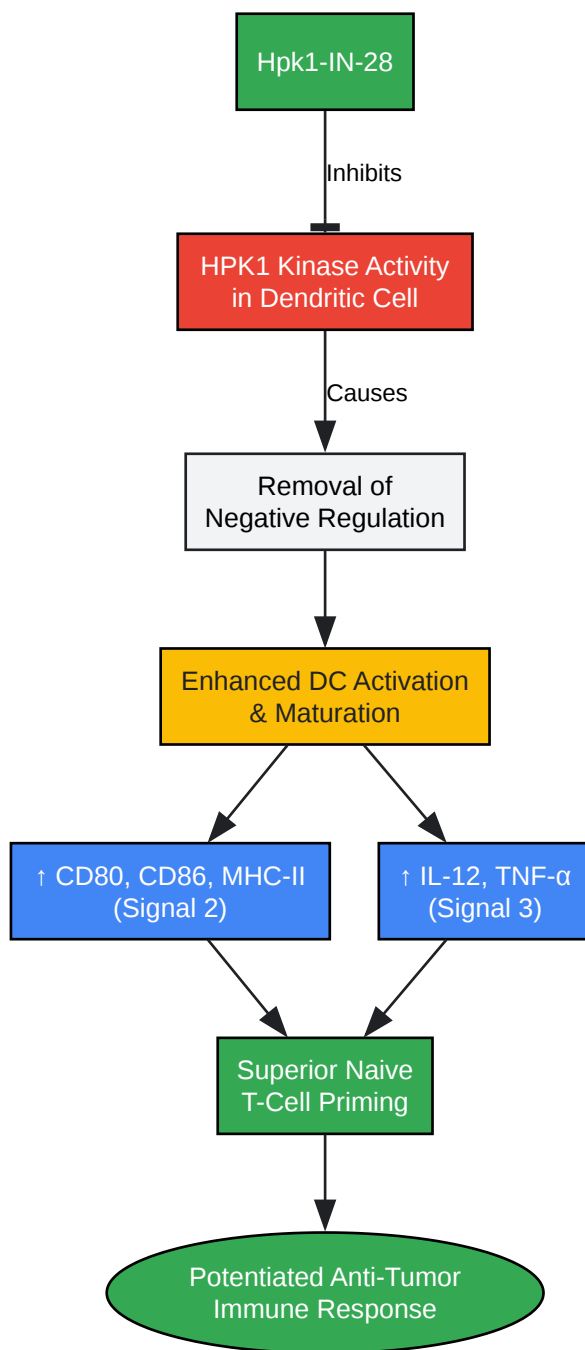 Hpk1-IN-28
Inhibits
HPK1 Kinase Activity
in Dendritic Cell
Causes
Removal of
Negative Regulation
Enhanced DC Activation
& Maturation
↑ CD80, CD86, MHC-II
(Signal 2)
↑ IL-12, TNF-α
(Signal 3)
Superior Naive
T-Cell Priming
Potentiated Anti-Tumor
Immune Response